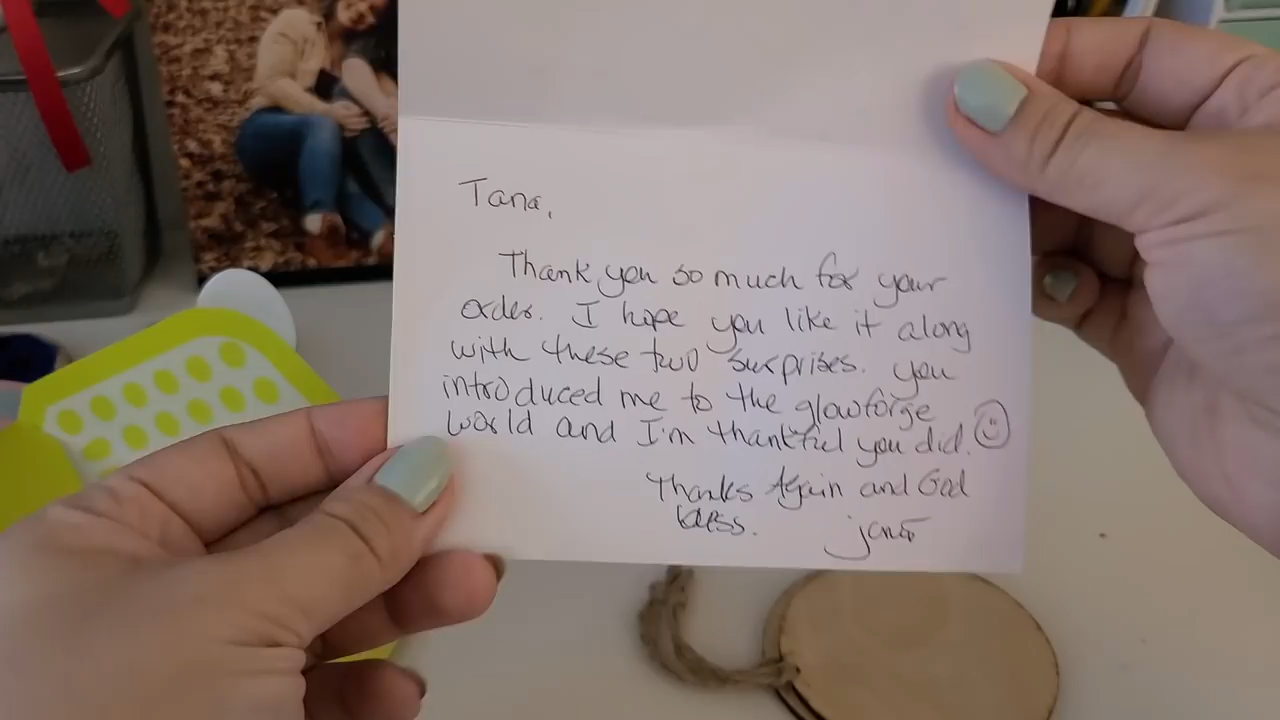 Tana,
Thank you so much for your
order. I hope you like it along
with these two surprises. you
introduced me to the glowforge
world and I'm thankful you did.
Thanks Again and God
bless.